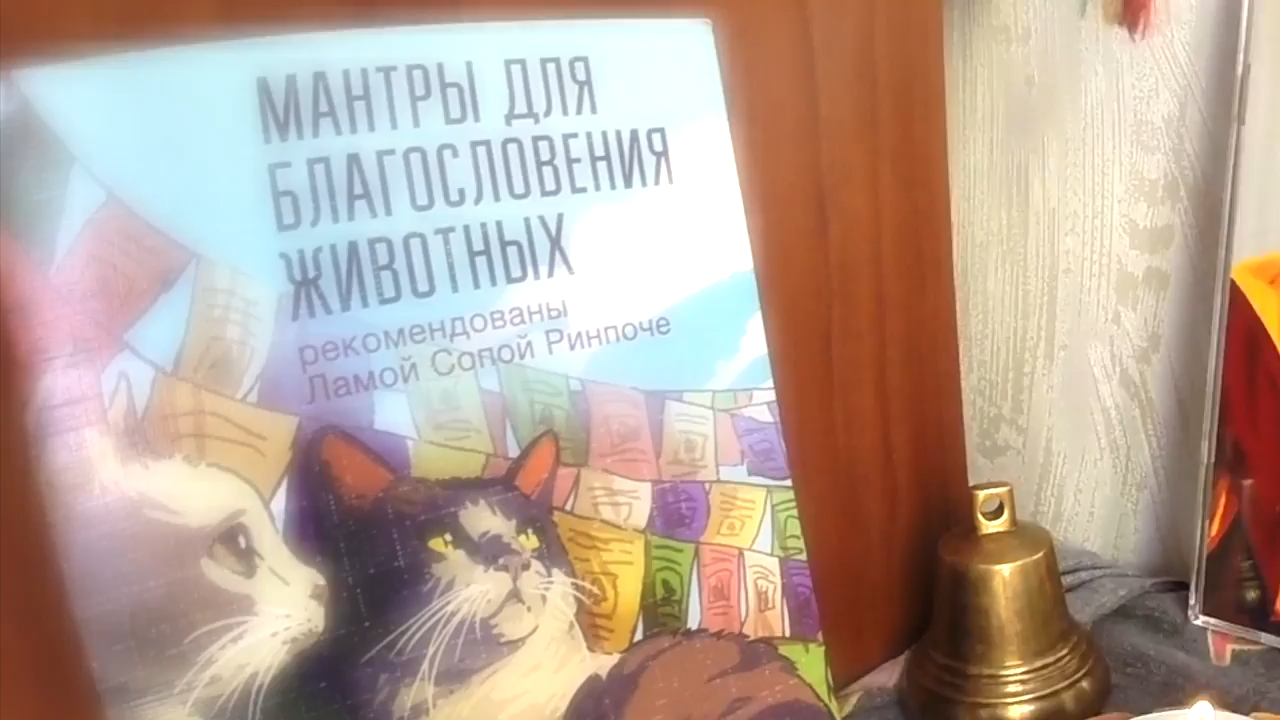 МАНТРЫ ДЛЯ
БЛАГОСЛОВЕНИЯ
ЖИВОТНЫХ
рекомендованы
Ламой Сопой Ринпоче